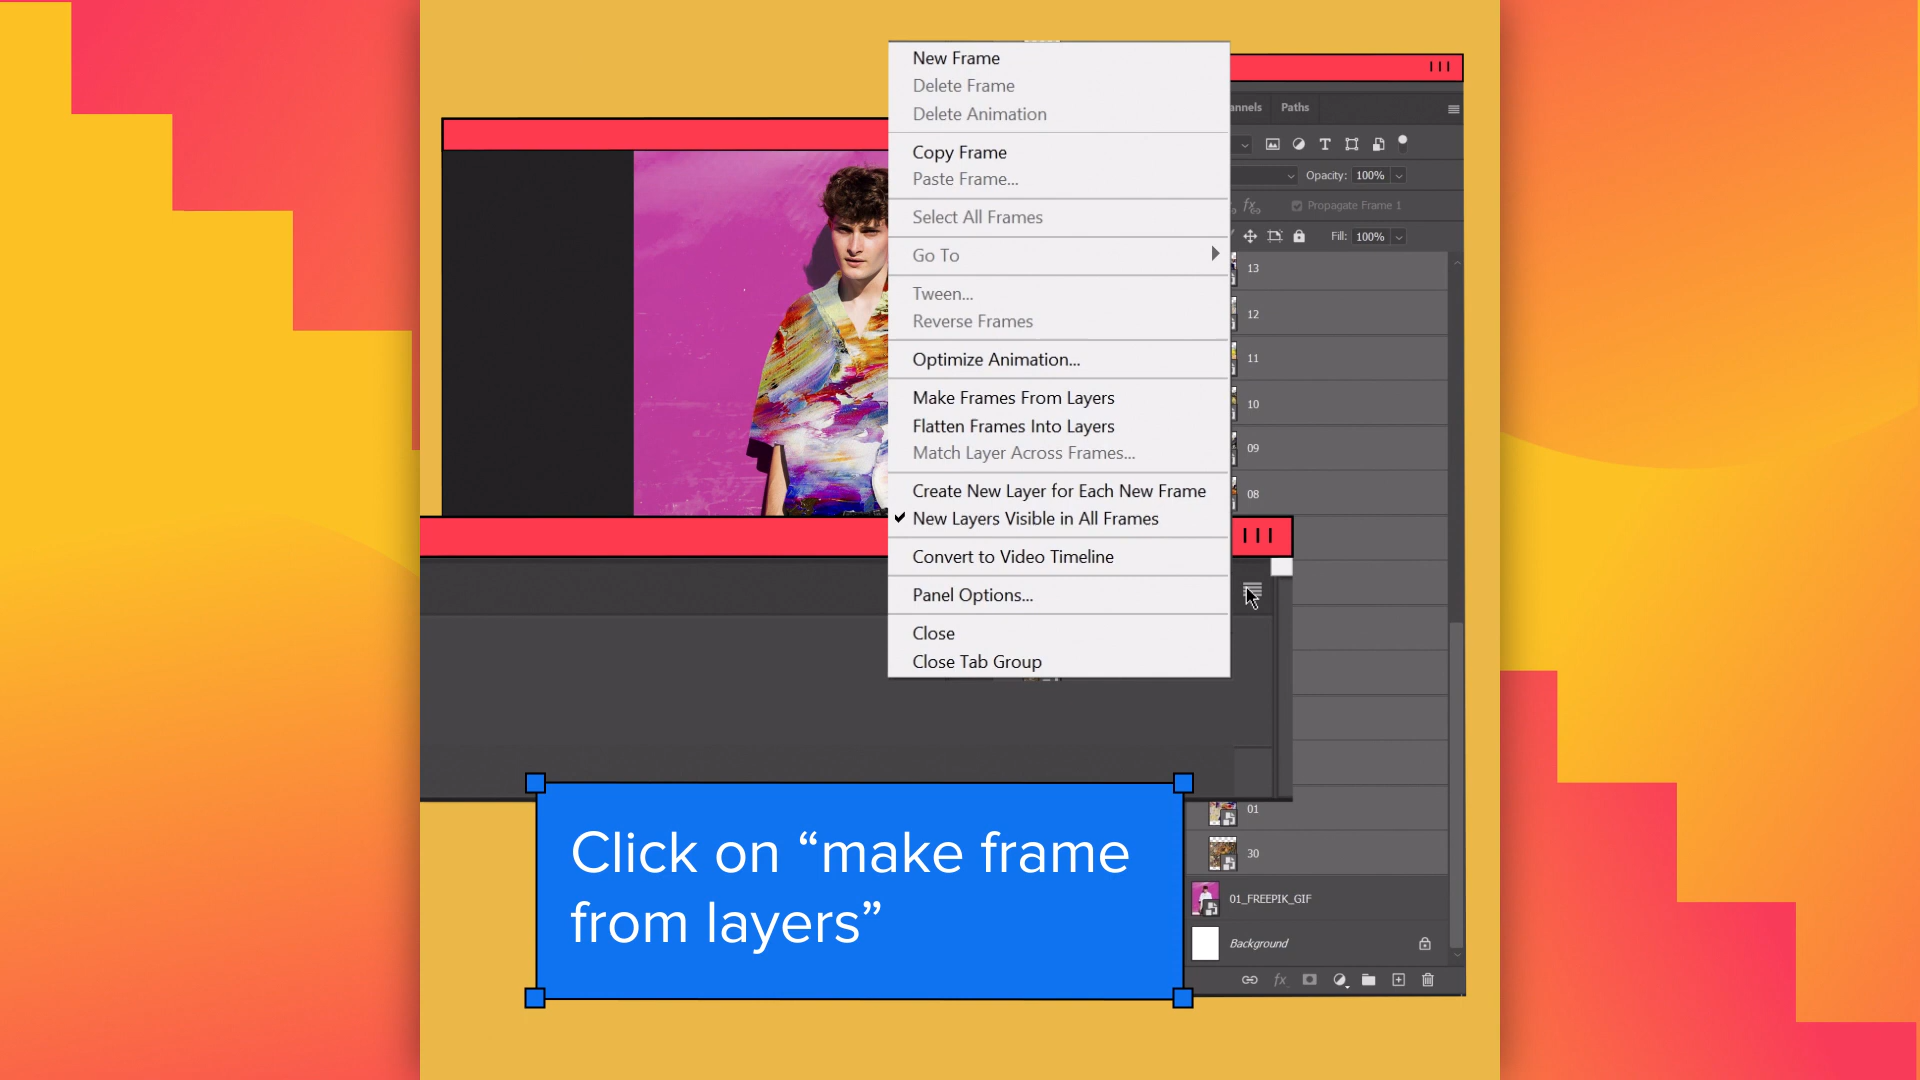 New Frame
Delete Frame
Delete Animation
Copy Frame
Paste Frame...
Select All Frames
Go To
Tween...
Reverse Frames
Optimize Animation...
Make Frames From Layers
Flatten Frames Into Layers
Match Layer Across Frames...
Create New Layer for Each New Frame
New Layers Visible in All Frames
Convert to Video Timeline
Panel Options...
Close
Close Tab Group
annels Paths
Opacity: 100%
fx Propagate Frame 1
Fill: 100%
13
12
11
10
09
08
01
30
01_FREEPIK_GIF
Background
fx
Click on “make frame
from layers”